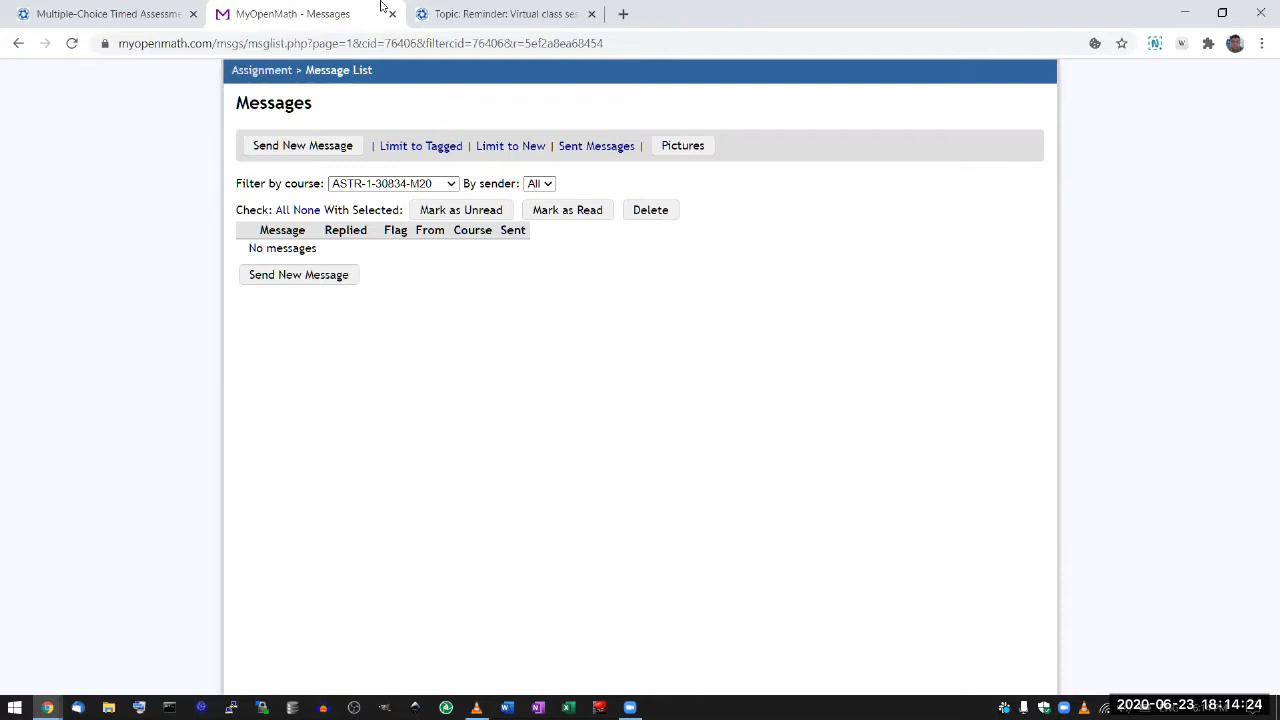 Multiple-Choice Timed Assessme
MyOpenMath - Messages
Topic: Reminder: Virtual class ses
myopenmath.com/msgs/msglist.php?page=1&cid=76406&filtercid=76406&r=5ef2a8ea68454
Assignment > Message List
Messages
Send New Message | Limit to Tagged | Limit to New | Sent Messages | Pictures
Filter by course: ASTR-1-30834-M20 By sender: All
Check: All None With Selected: Mark as Unread Mark as Read Delete
Message Replied Flag From Course Sent
No messages
Send New Message
2020-06-23 18:14:24